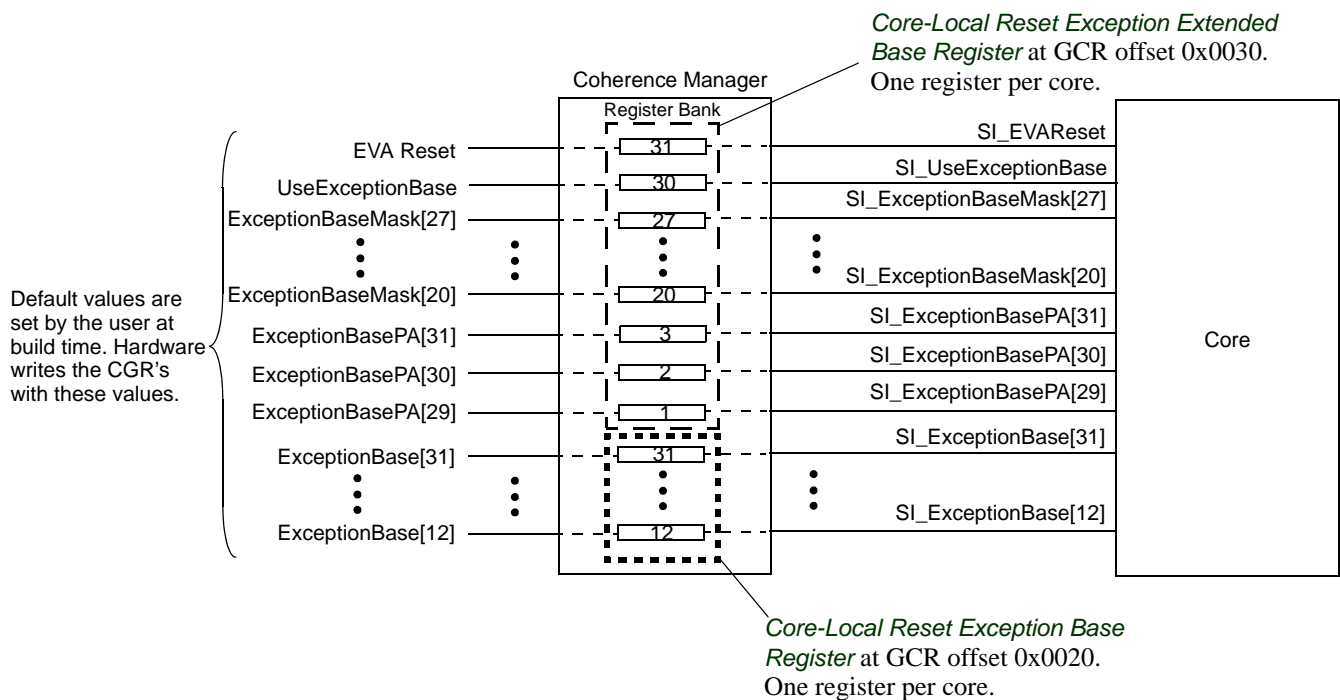 Core-Local Reset Exception Extended
Base Register at GCR offset 0x0030.
One register per core.
Coherence Manager
Register Bank
Default values are
set by the user at
build time. Hardware
writes the CGR's
with these values.
EVA Reset
31
SI_EVAReset
UseExceptionBase
30
SI_UseExceptionBase
ExceptionBaseMask[27]
27
SI_ExceptionBaseMask[27]
ExceptionBaseMask[20]
20
SI_ExceptionBaseMask[20]
ExceptionBasePA[31]
3
SI_ExceptionBasePA[31]
ExceptionBasePA[30]
2
SI_ExceptionBasePA[30]
ExceptionBasePA[29]
1
SI_ExceptionBasePA[29]
ExceptionBase[31]
31
SI_ExceptionBase[31]
ExceptionBase[12]
12
SI_ExceptionBase[12]
Core
Core-Local Reset Exception Base
Register at GCR offset 0x0020.
One register per core.